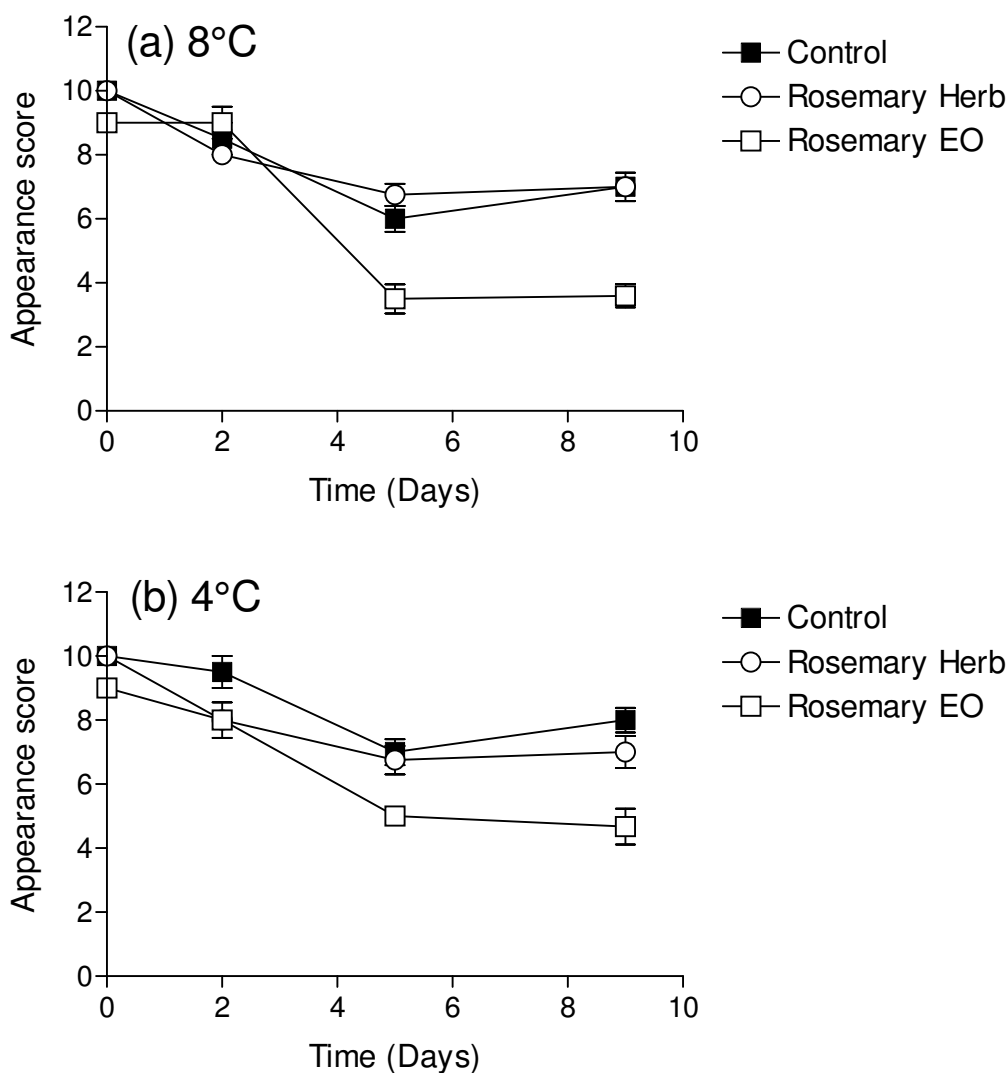 (a) 8°C
Appearance score
12
10
8
6
4
2
0
0 2 4 6 8 10
Time (Days)
Control
Rosemary Herb
Rosemary EO
(b) 4°C
Appearance score
12
10
8
6
4
2
0
0 2 4 6 8 10
Time (Days)
Control
Rosemary Herb
Rosemary EO